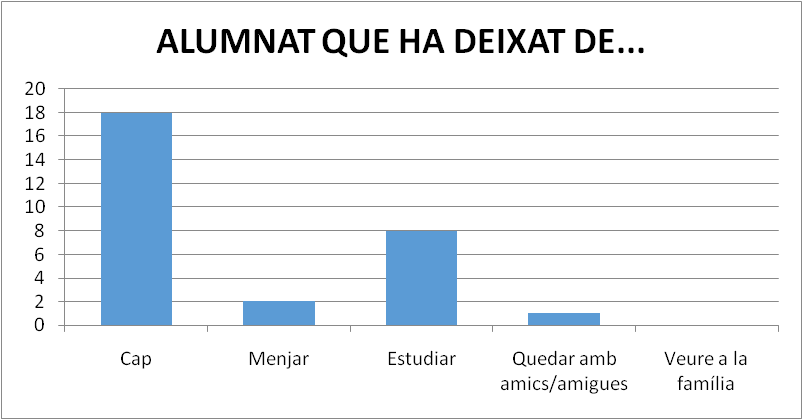 ALUMNAT QUE HA DEIXAT DE...
20
18
16
14
12
10
8
6
4
2
0
Cap
Menjar
Estudiar
Quedar amb
amics/amigues
Veure a la
família